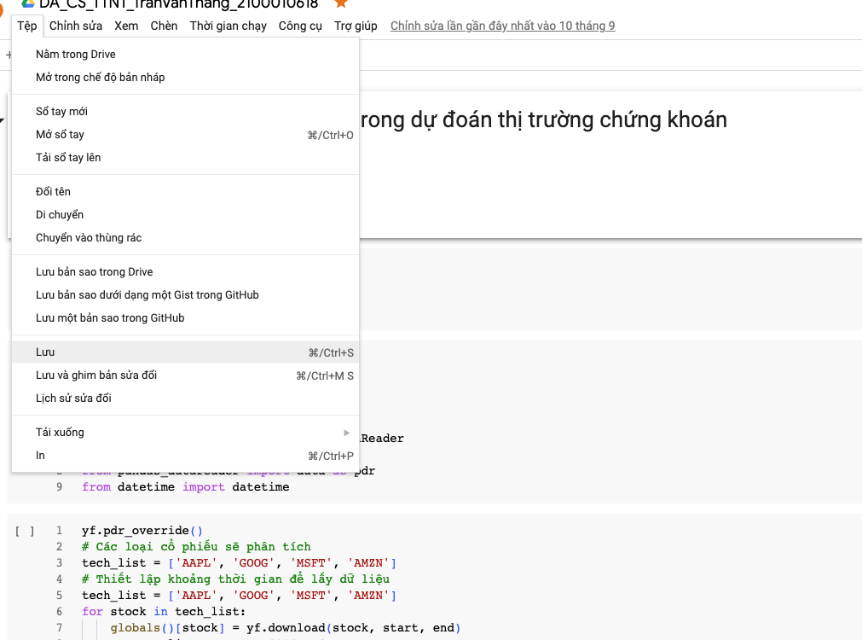 DA_CS_TTNT_TranVanThang_2100010618
Tệp Chỉnh sửa Xem Chèn Thời gian chạy Công cụ Trợ giúp Chỉnh sửa lần gần đây nhất vào 10 tháng 9
+
Nằm trong Drive
Mở trong chế độ bản nháp
Sổ tay mới
rong dự đoán thị trường chứng khoán
Mở sổ tay ⌘/Ctrl+O
Tải sổ tay lên
Đổi tên
Di chuyển
Chuyển vào thùng rác
Lưu bản sao trong Drive
Lưu bản sao dưới dạng một Gist trong GitHub
Lưu một bản sao trong GitHub
Lưu ⌘/Ctrl+S
Lưu và ghim bản sửa đổi ⌘/Ctrl+M S
Lịch sử sửa đổi
Tải xuống
Reader
In ⌘/Ctrl+P
8 from pandas_datareader import data as pdr
9 from datetime import datetime
[ ] 1 yf.pdr_override()
2 # Các loại cổ phiếu sẽ phân tích
3 tech_list = ['AAPL', 'GOOG', 'MSFT', 'AMZN']
4 # Thiết lập khoảng thời gian để lấy dữ liệu
5 tech_list = ['AAPL', 'GOOG', 'MSFT', 'AMZN']
6 for stock in tech_list:
7 globals()[stock] = yf.download(stock, start, end)